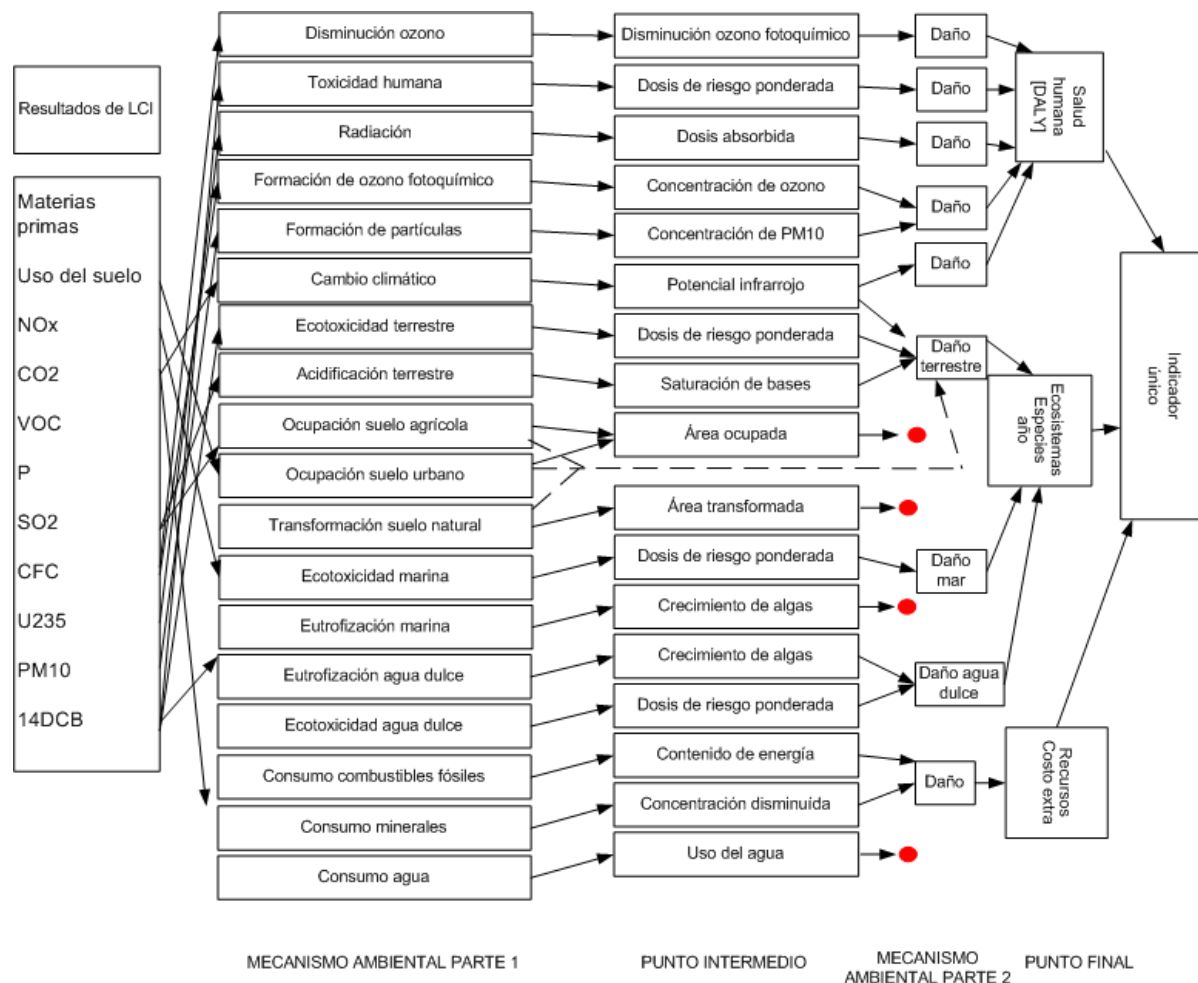 Resultados de LCI
Materias
primas
Uso del suelo
NOx
CO2
VOC
P
SO2
CFC
U235
PM10
14DCB
Disminución ozono
Toxicidad humana
Radiación
Formación de ozono fotoquímico
Formación de partículas
Cambio climático
Ecotoxicidad terrestre
Acidificación terrestre
Ocupación suelo agrícola
Ocupación suelo urbano
Transformación suelo natural
Ecotoxicidad marina
Eutrofización marina
Eutrofización agua dulce
Ecotoxicidad agua dulce
Consumo combustibles fósiles
Consumo minerales
Consumo agua
Disminución ozono fotoquímico
Dosis de riesgo ponderada
Dosis absorbida
Concentración de ozono
Concentración de PM10
Potencial infrarrojo
Dosis de riesgo ponderada
Saturación de bases
Área ocupada
Área transformada
Dosis de riesgo ponderada
Crecimiento de algas
Crecimiento de algas
Dosis de riesgo ponderada
Contenido de energía
Concentración disminuída
Uso del agua
Daño
Daño
Daño
Daño
Daño
Daño
terrestre
Daño
mar
Daño agua
dulce
Daño
Salud
humana
[DALY]
Ecosistemas
Especies
año
Recursos
Costo extra
Indicador
único
MECANISMO AMBIENTAL PARTE 1
PUNTO INTERMEDIO
MECANISMO
AMBIENTAL PARTE 2
PUNTO FINAL